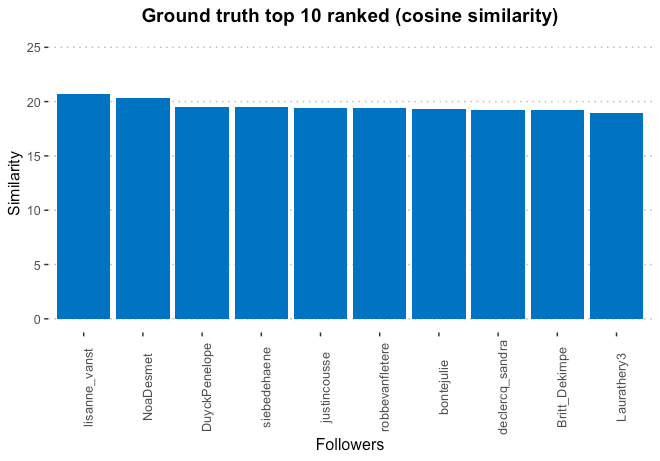 Ground truth top 10 ranked (cosine similarity)
Similarity
25
20
15
10
5
0
lisanne_vanst
NoaDesmet
DuyckPenelope
siebedehaene
justincousse
robbevanfletere
bontejulie
declercq_sandra
Britt_Dekimpe
Laurathery3
Followers